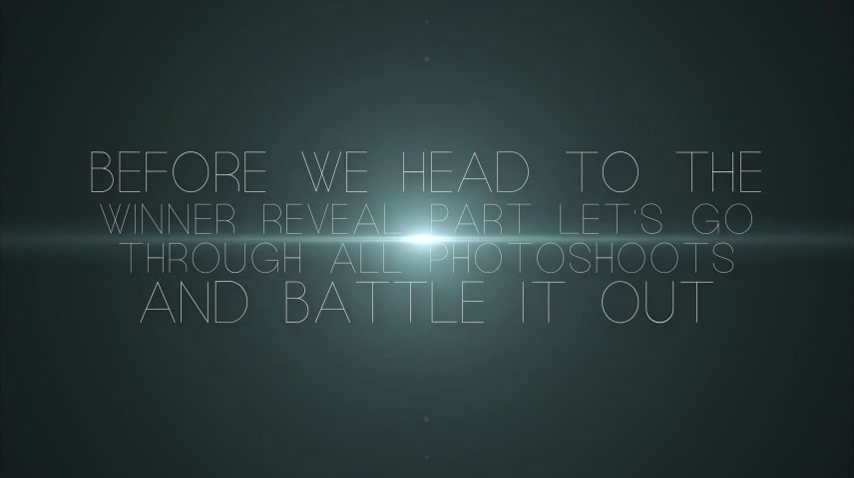 BEFORE WE HEAD TO THE
WINNER REVEAL PART LET'S GO
THROUGH ALL PHOTOSHOOTS
AND BATTLE IT OUT